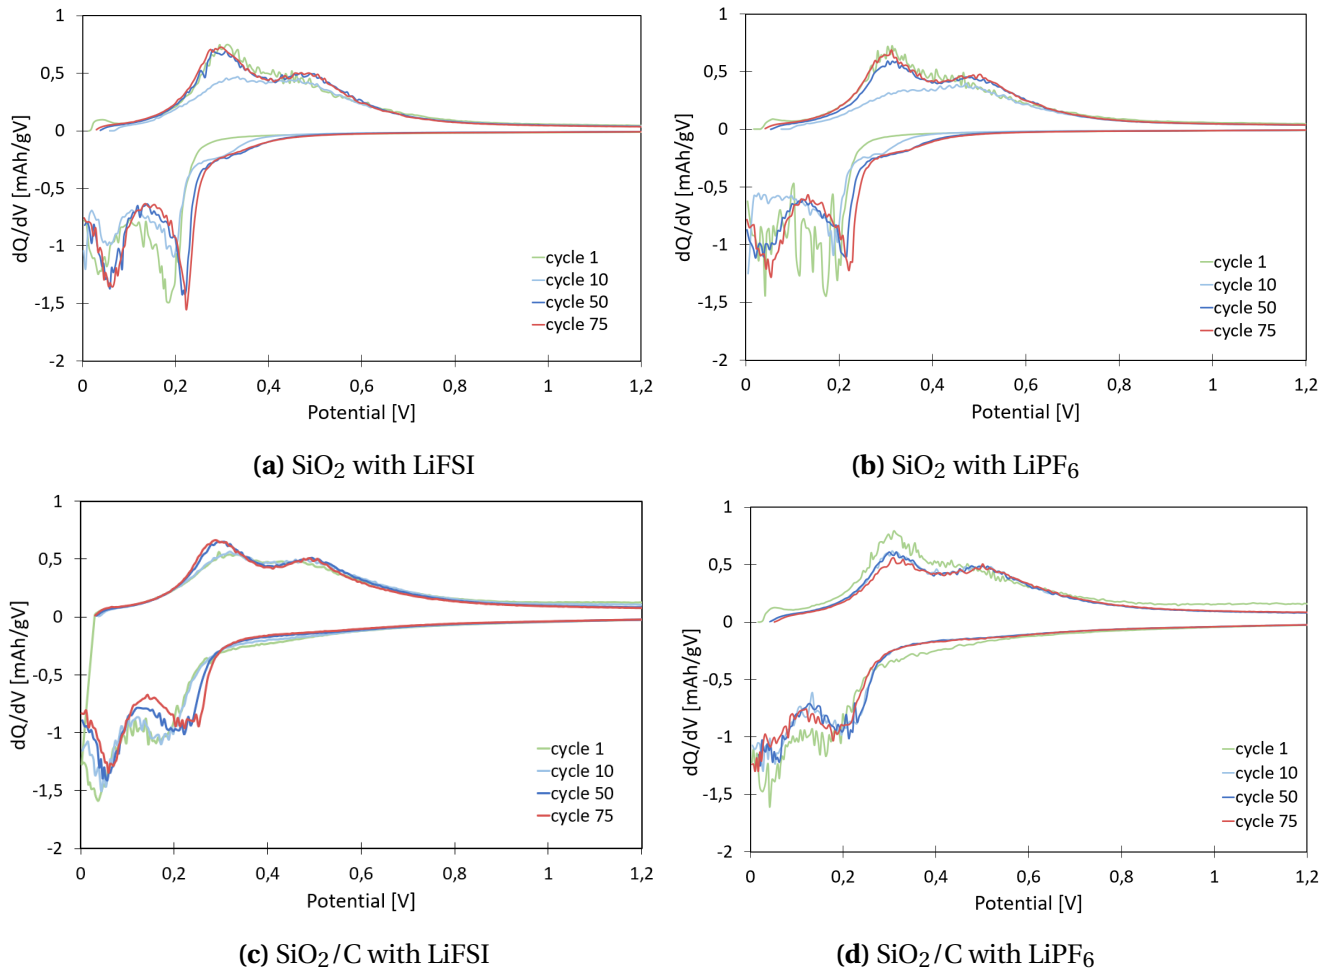 1
0,5
0
-0,5
-1
-1,5
-2
dQ/dV [mAh/gV]
cycle 1
cycle 10
cycle 50
cycle 75
0
0,2
0,4
0,6
0,8
1
1,2
Potential [V]
(a) SiO2 with LiFSI
1
0,5
0
-0,5
-1
-1,5
-2
dQ/dV [mAh/gV]
cycle 1
cycle 10
cycle 50
cycle 75
0
0,2
0,4
0,6
0,8
1
1,2
Potential [V]
(b) SiO2 with LiPF6
1
0,5
0
-0,5
-1
-1,5
-2
dQ/dV [mAh/gV]
cycle 1
cycle 10
cycle 50
cycle 75
0
0,2
0,4
0,6
0,8
1
1,2
Potential [V]
(c) SiO2/C with LiFSI
1
0,5
0
-0,5
-1
-1,5
-2
dQ/dV [mAh/gV]
cycle 1
cycle 10
cycle 50
cycle 75
0
0,2
0,4
0,6
0,8
1
1,2
Potential [V]
(d) SiO2/C with LiPF6